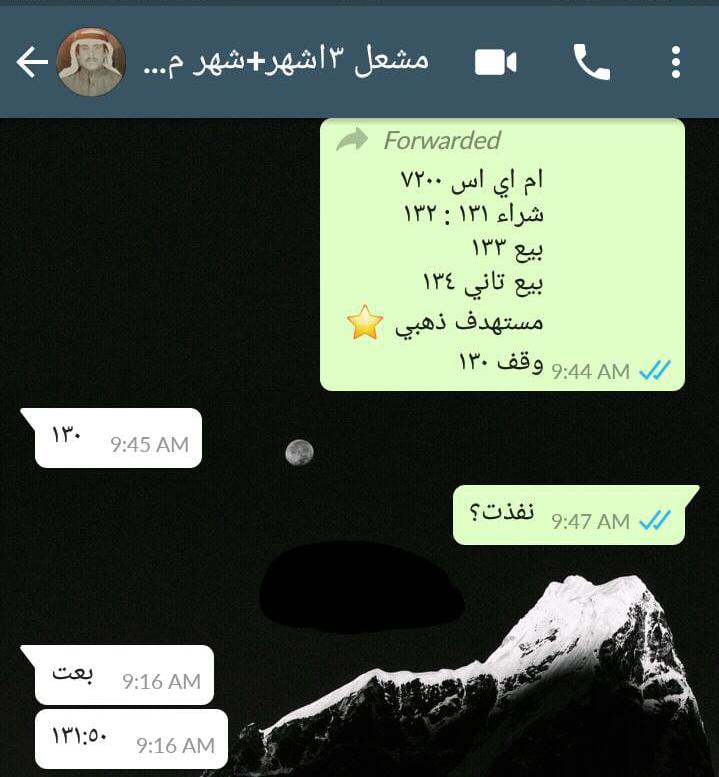 مشعل ٣اشهر+شهر م...
Forwarded
ام اي اس ٧٢٠٠
شراء ١٣١ : ١٣٢
بيع ١٣٣
بيع تاني ١٣٤
مستهدف ذهبي ⭐
وقف ١٣٠
9:44 AM
١٣٠
9:45 AM
نفذت؟
9:47 AM
بعت
9:16 AM
١٣١:٥٠
9:16 AM